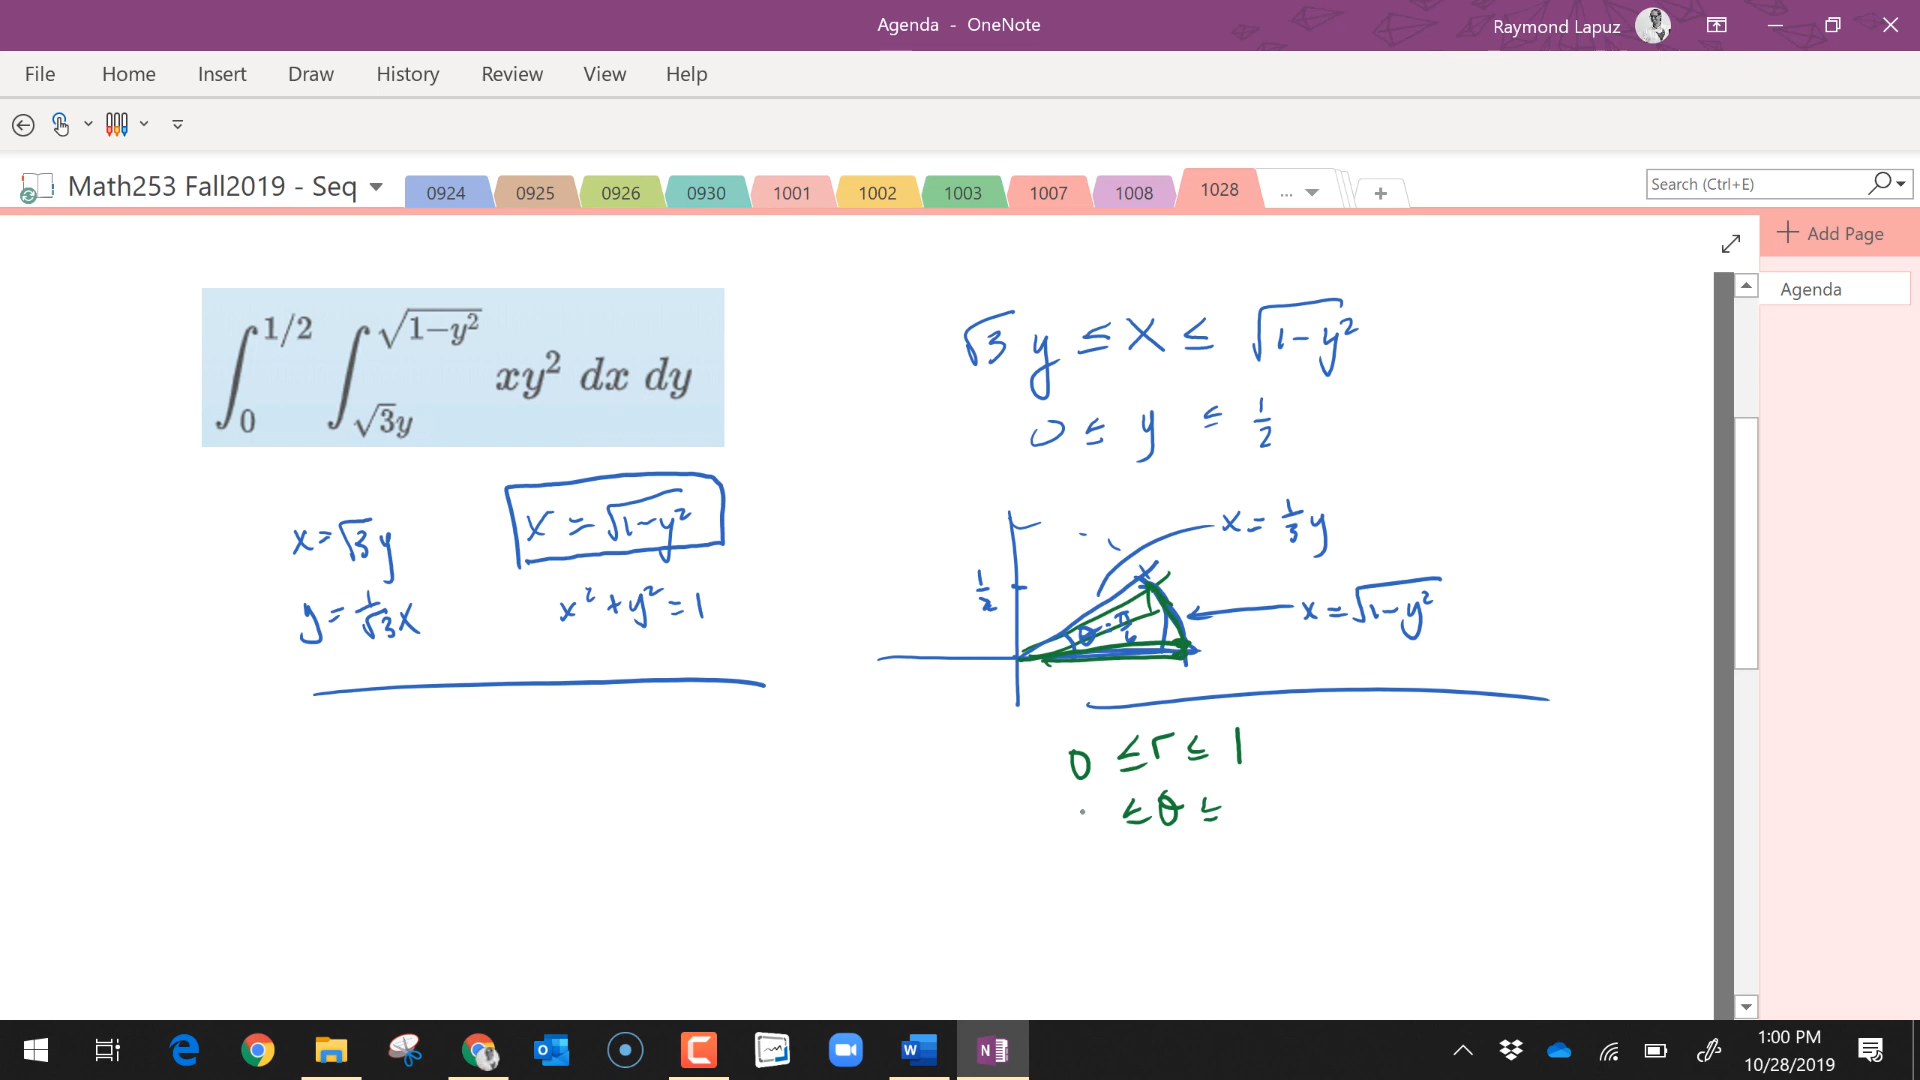 Agenda - OneNote
Raymond Lapuz
File Home Insert Draw History Review View Help
Math253 Fall2019 - Seq
0924 0925 0926 0930 1001 1002 1003 1007 1008 1028 ... +
Search (Ctrl+E)
+ Add Page
Agenda
∫_0^{1/2} ∫_{√3y}^{√1−y²} xy² dx dy
√3 y ≤ x ≤ √1-y²
0 ≤ y ≤ 1/2
x = √3 y
x = √1-y²
y = 1/√3 x
x² + y² = 1
x = 1/3 y
1/2
θ = π/6
x = √1-y²
0 ≤ r ≤ 1
≤ θ ≤
1:00 PM
10/28/2019